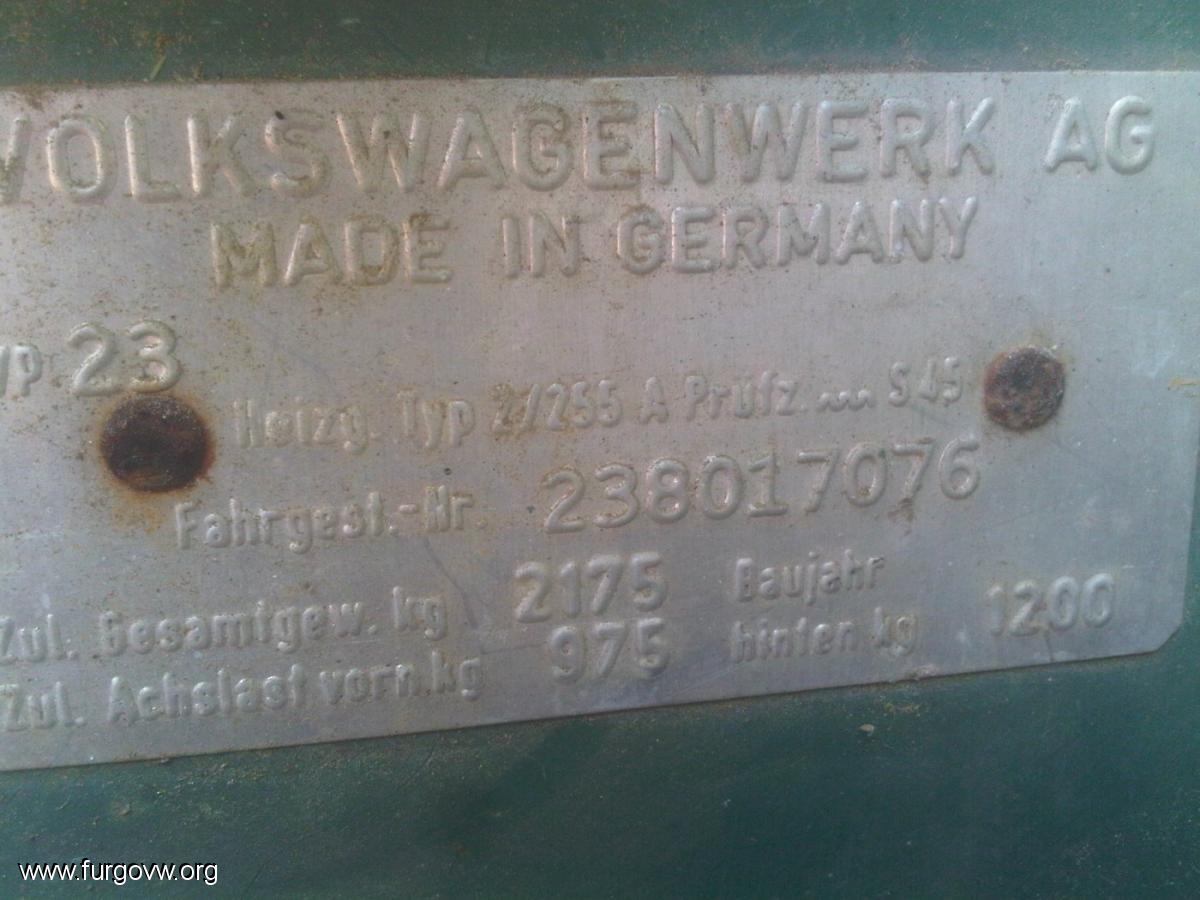 VOLKSWAGENWERK AG
MADE IN GERMANY
yp 23
Heizg. Typ 2/255 A Prüfz. ~~~ S 45
Fahrgest.-Nr. 238017076
Zul. Gesamtgew. kg 2175 Baujahr
Zul. Achslast vorn kg 975 hinten kg 1200
www.furgovw.org